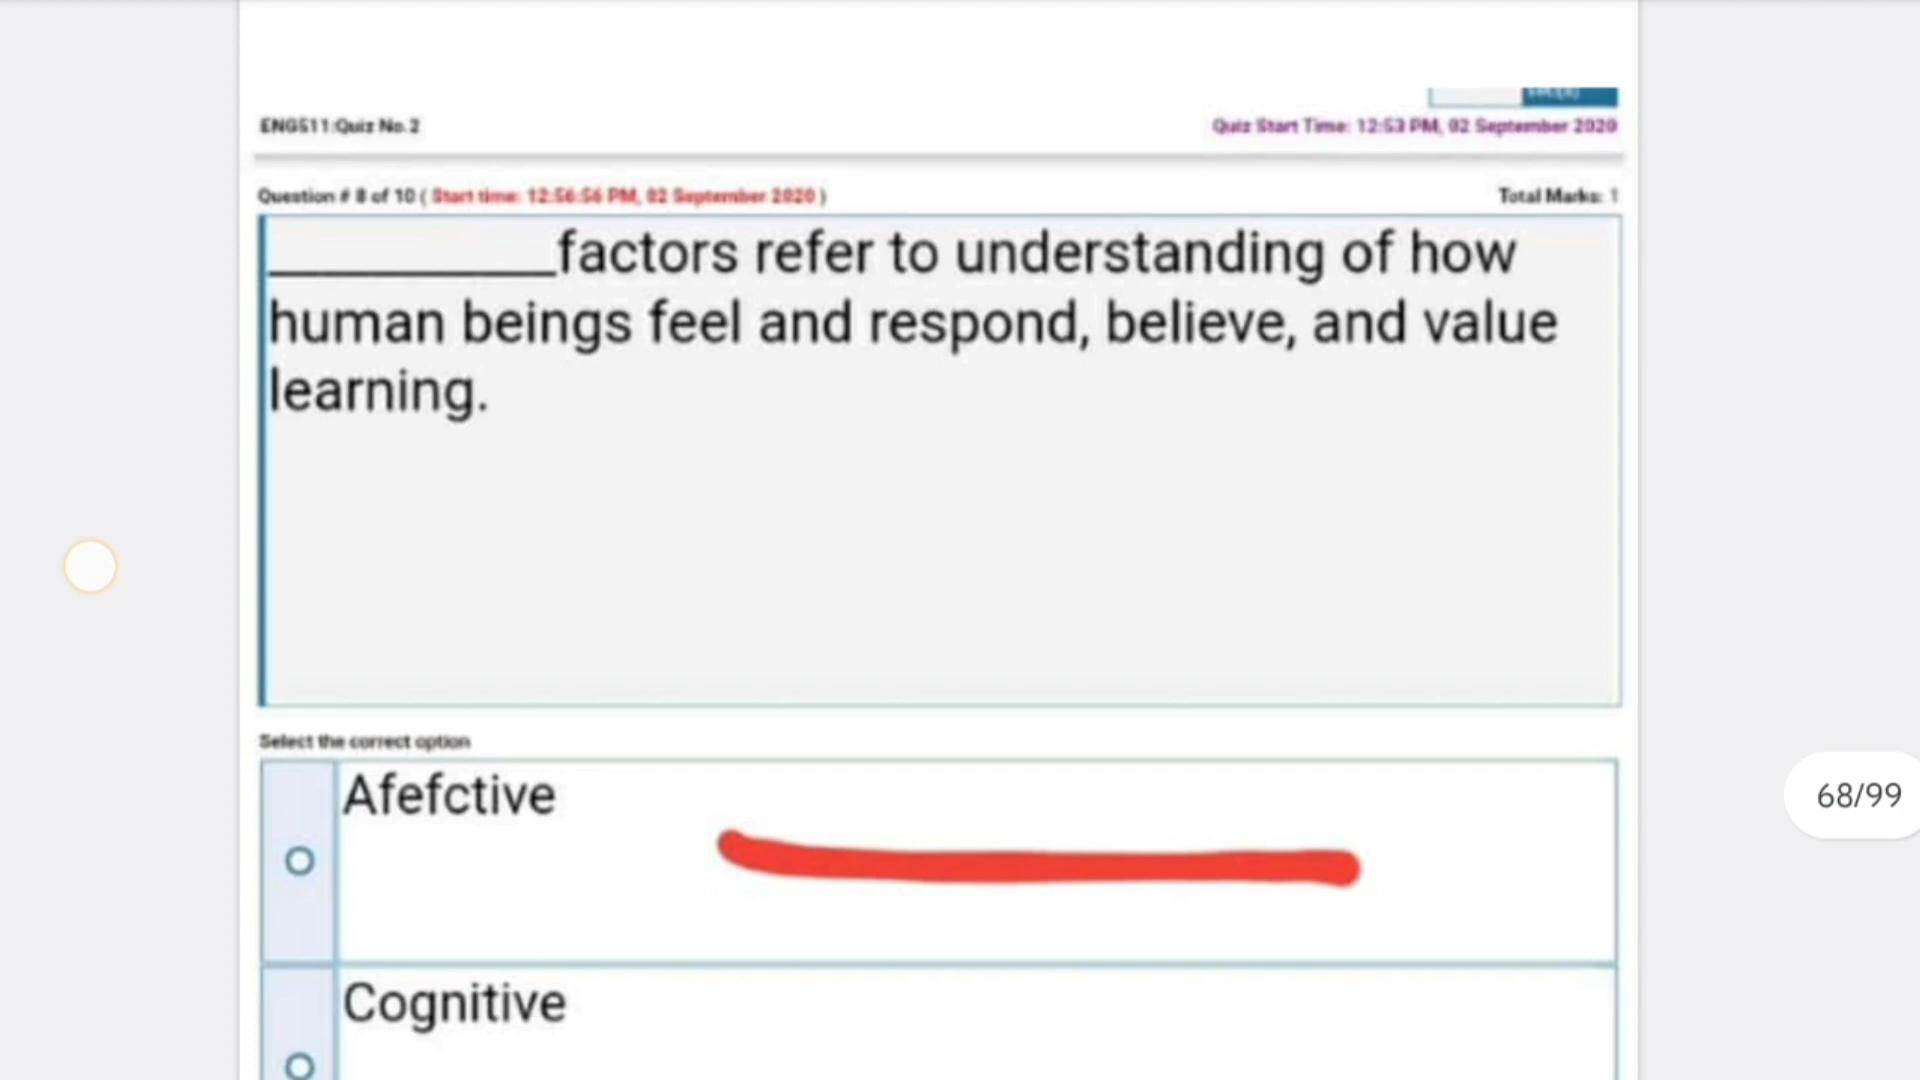 ENG511:Quiz No.2
Quiz Start Time: 12:53 PM, 02 September 2020
Question # 8 of 10 ( Start time: 12:56:56 PM, 02 September 2020 )
Total Marks: 1
____________factors refer to understanding of how
human beings feel and respond, believe, and value
learning.
Select the correct option
Afefctive
68/99
Cognitive